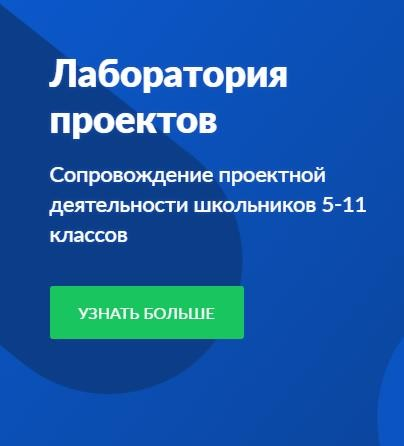 Лаборатория
проектов
Сопровождение проектной
деятельности школьников 5-11
классов
УЗНАТЬ БОЛЬШЕ